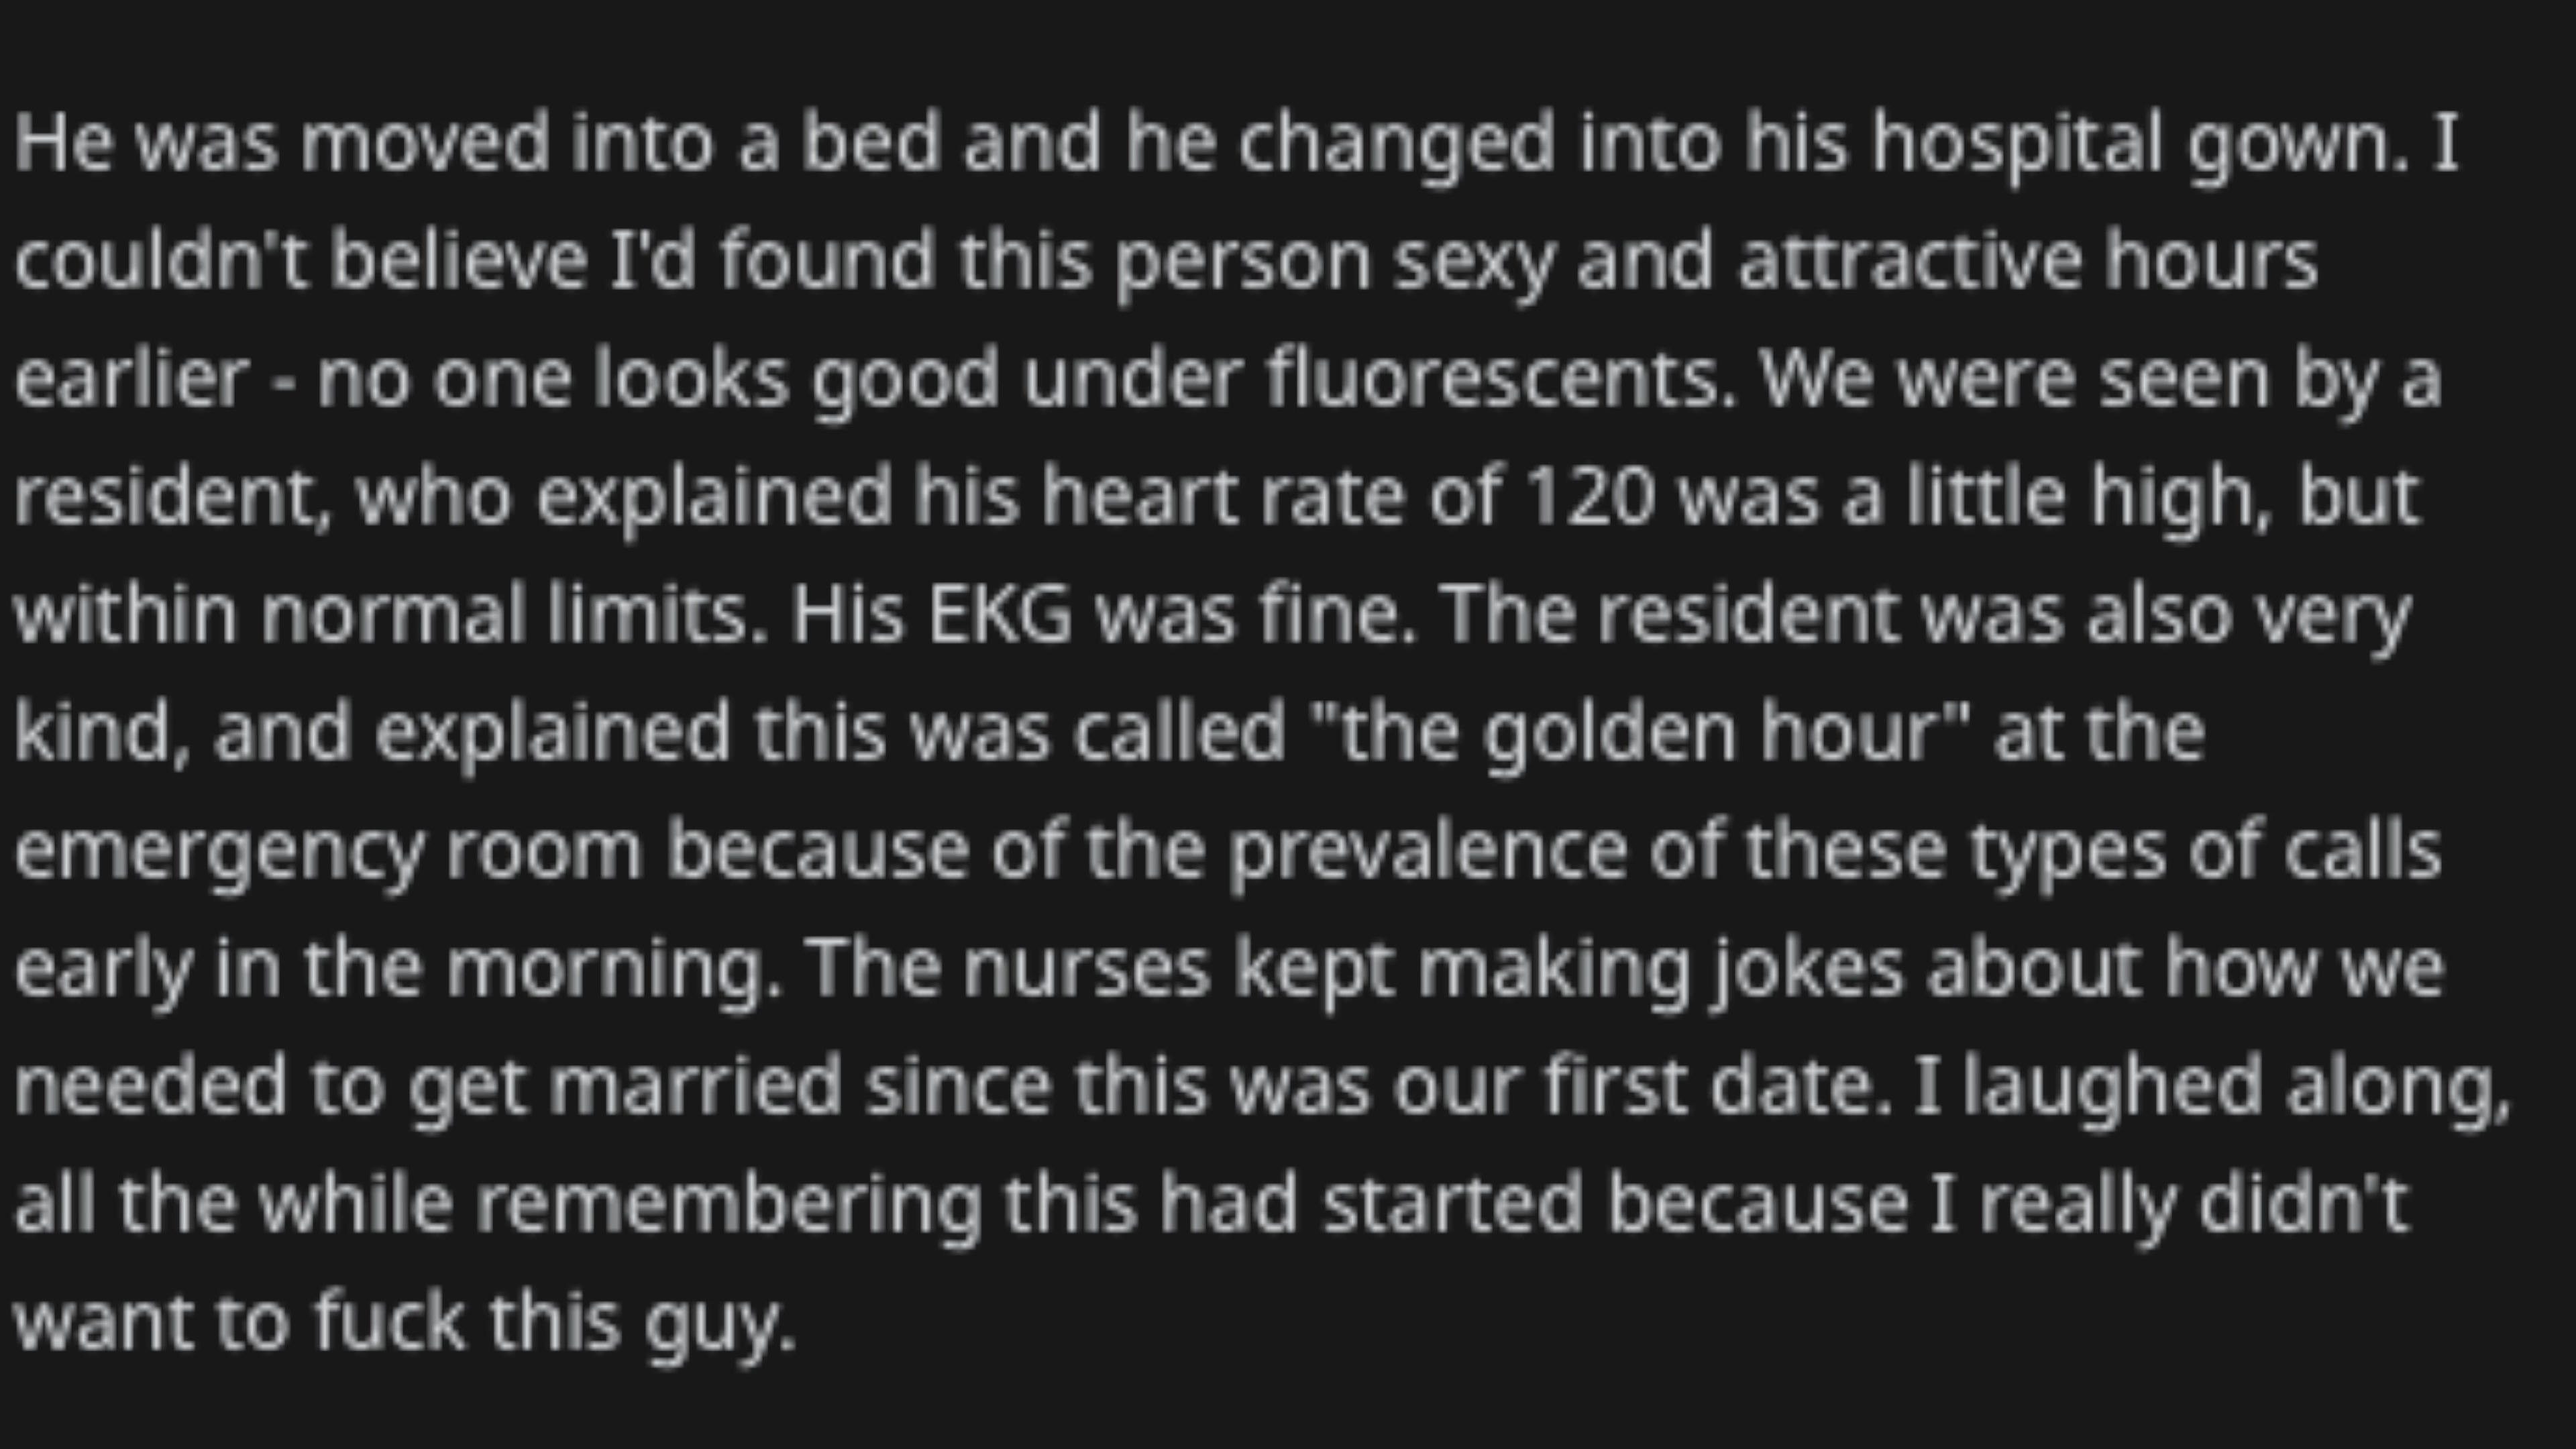 He was moved into a bed and he changed into his hospital gown. I
couldn't believe I'd found this person sexy and attractive hours
earlier - no one looks good under fluorescents. We were seen by a
resident, who explained his heart rate of 120 was a little high, but
within normal limits. His EKG was fine. The resident was also very
kind, and explained this was called "the golden hour" at the
emergency room because of the prevalence of these types of calls
early in the morning. The nurses kept making jokes about how we
needed to get married since this was our first date. I laughed along,
all the while remembering this had started because I really didn't
want to fuck this guy.